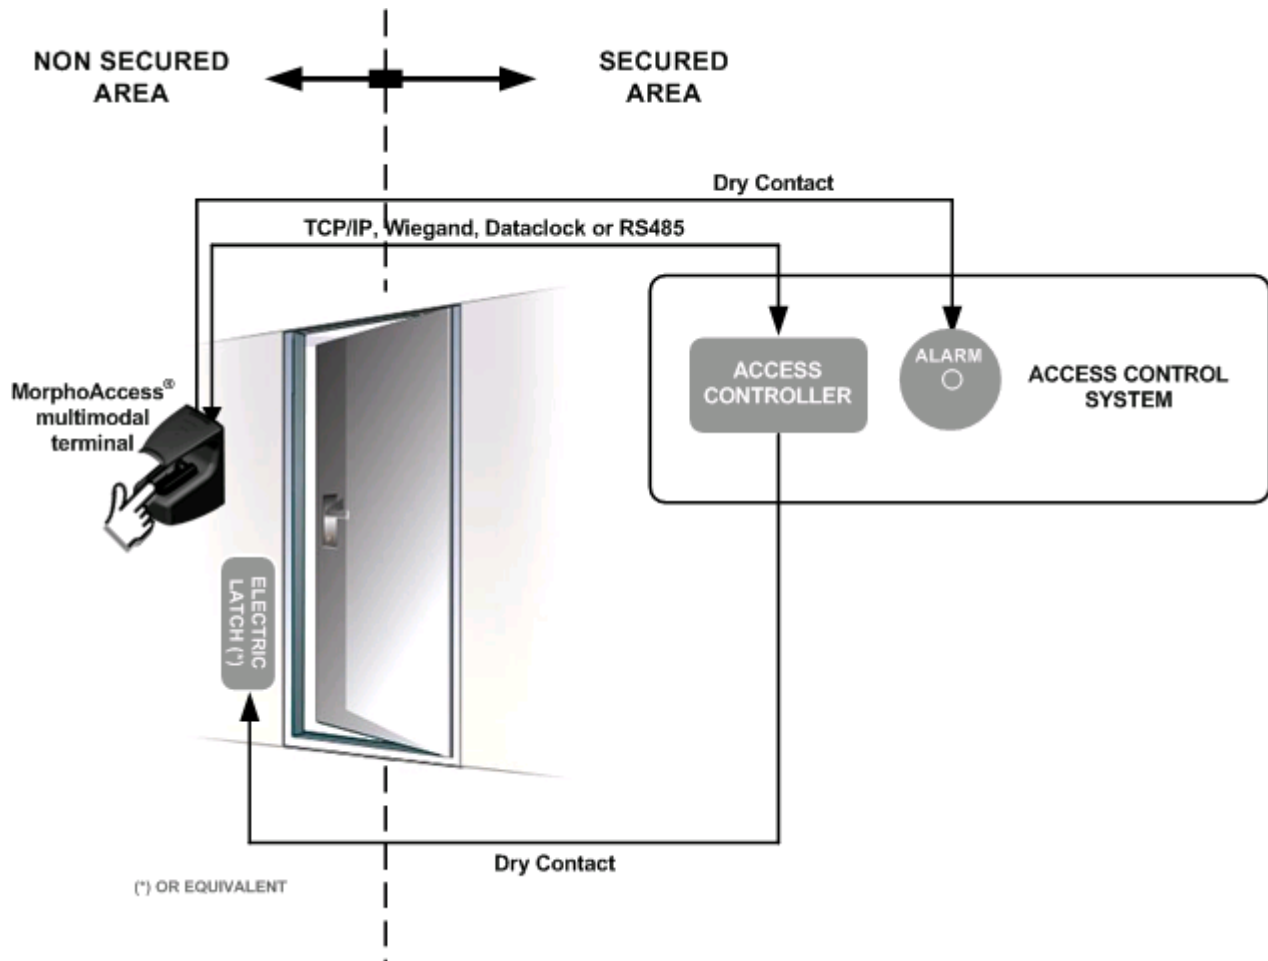 NON SECURED
AREA
SECURED
AREA
Dry Contact
TCP/IP, Wiegand, Dataclock or RS485
MorphoAccess®
multimodal
terminal
ACCESS
CONTROLLER
ALARM
ACCESS CONTROL
SYSTEM
ELECTRIC
LATCH (*)
Dry Contact
(*) OR EQUIVALENT